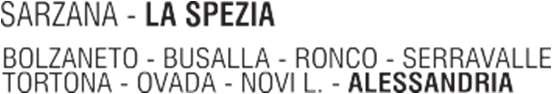 SARZANA - LA SPEZIA
BOLZANETO - BUSALLA - RONCO - SERRAVALLE
TORTONA - OVADA - NOVI L. - ALESSANDRIA